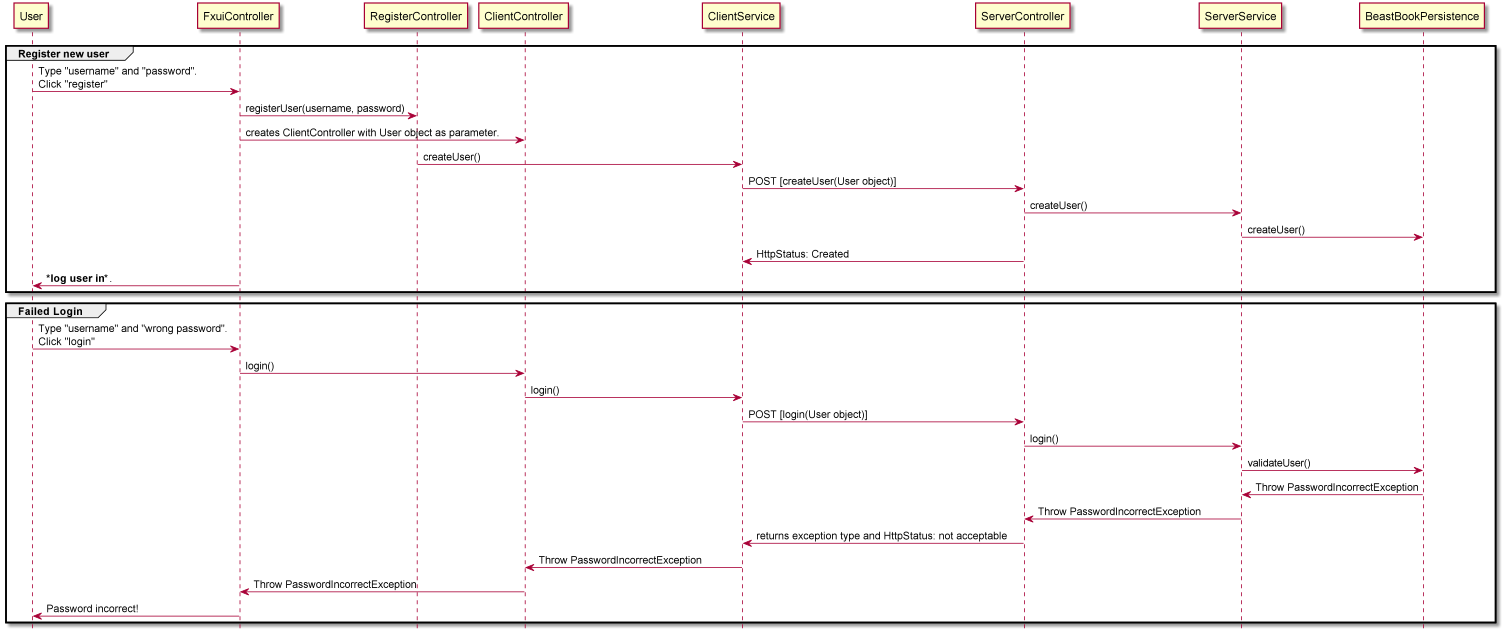 User
FxuiController
RegisterController
ClientController
ClientService
ServerController
ServerService
BeastBookPersistence
Register new user
Type "username" and "password".
Click "register"
registerUser(username, password)
creates ClientController with User object as parameter.
createUser()
POST [createUser(User object)]
createUser()
createUser()
HttpStatus: Created
*log user in*.
Failed Login
Type "username" and "wrong password".
Click "login"
login()
login()
POST [login(User object)]
login()
validateUser()
Throw PasswordIncorrectException
Throw PasswordIncorrectException
returns exception type and HttpStatus: not acceptable
Throw PasswordIncorrectException
Throw PasswordIncorrectException
Password incorrect!